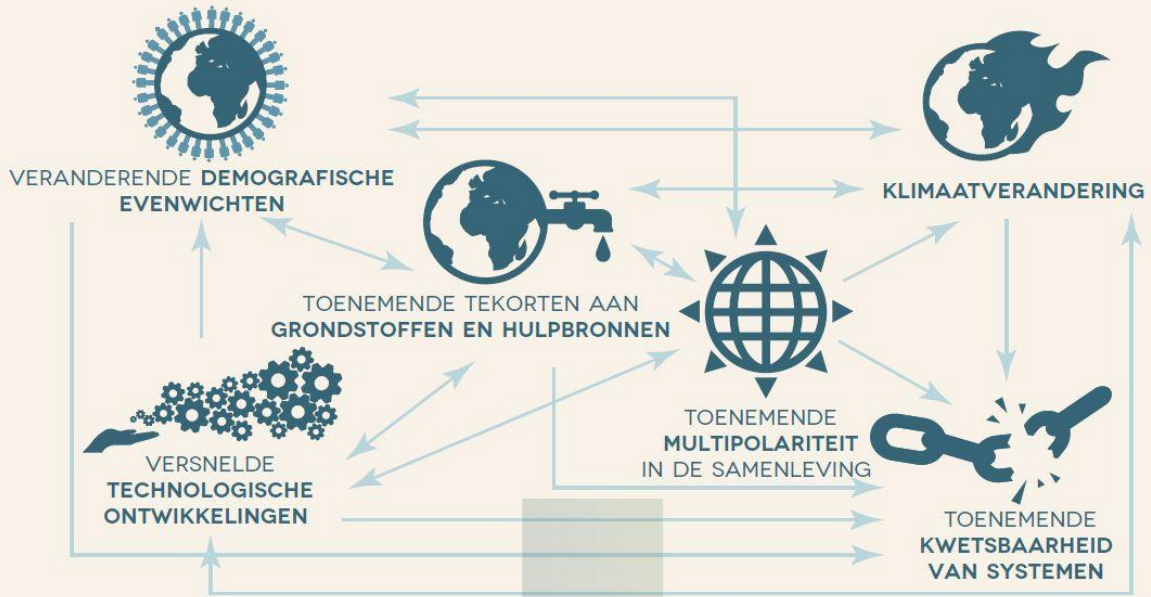 VERANDERENDE DEMOGRAFISCHE
EVENWICHTEN
KLIMAATVERANDERING
TOENEMENDE TEKORTEN AAN
GRONDSTOFFEN EN HULPBRONNEN
TOENEMENDE
MULTIPOLARITEIT
IN DE SAMENLEVING
VERSNELDE
TECHNOLOGISCHE
ONTWIKKELINGEN
TOENEMENDE
KWETSBAARHEID
VAN SYSTEMEN